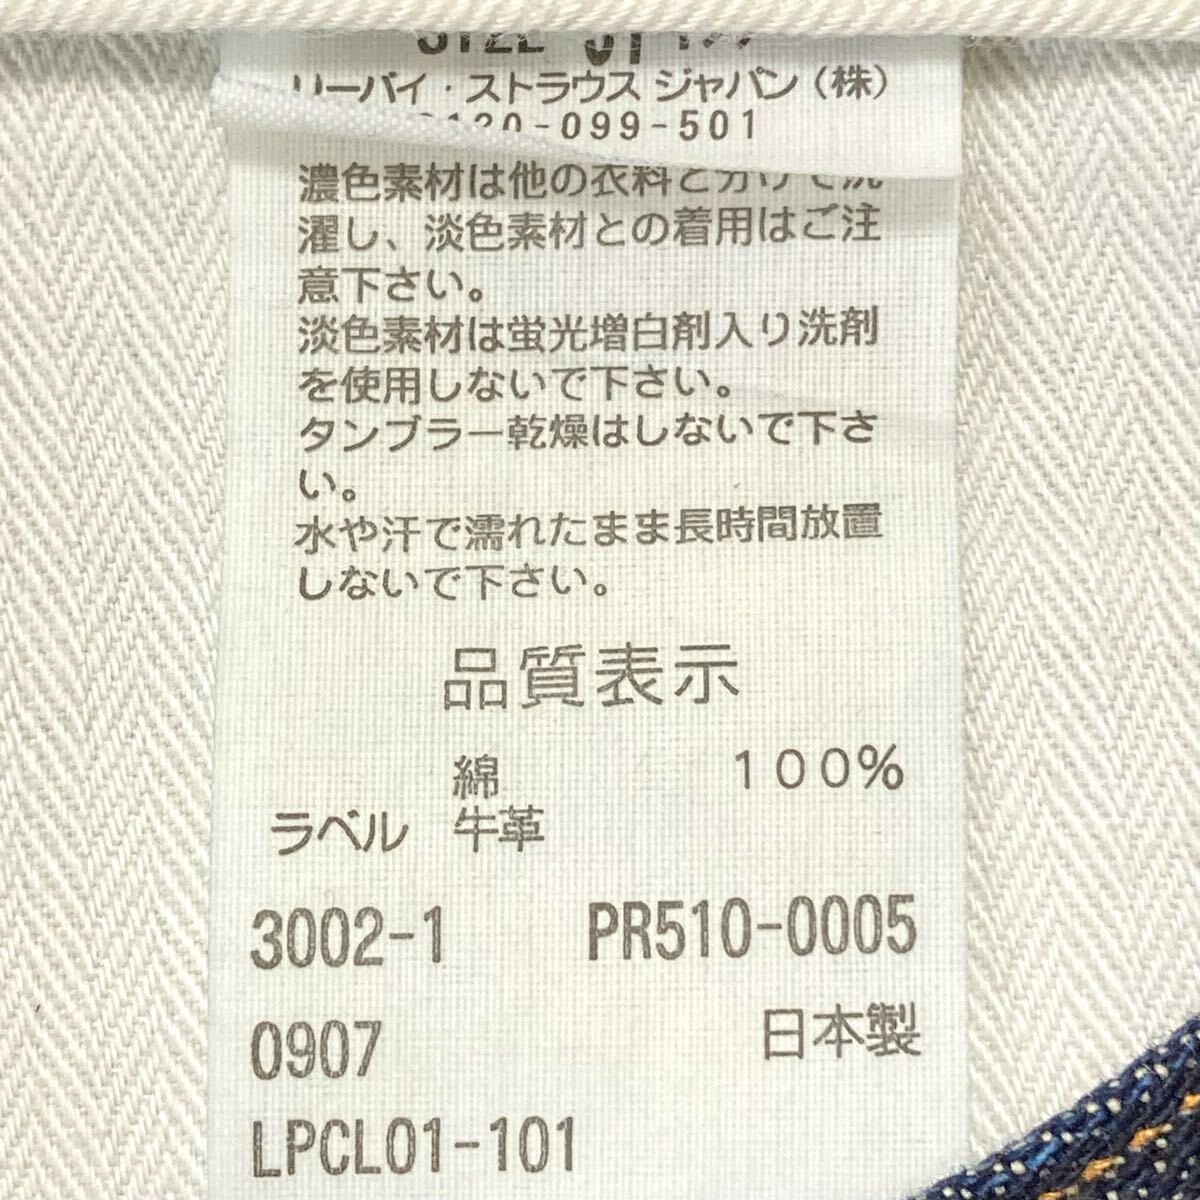 SIZE 31
リーバイ・ストラウス ジャパン(株)
0120-099-501
濃色素材は他の衣料と分けて洗
濯し、淡色素材との着用はご注
意下さい。
淡色素材は蛍光増白剤入り洗剤
を使用しないで下さい。
タンブラー乾燥はしないで下さ
い。
水や汗で濡れたまま長時間放置
しないで下さい。
品質表示
綿 100%
ラベル 牛革
3002-1 PR510-0005
0907 日本製
LPCL01-101